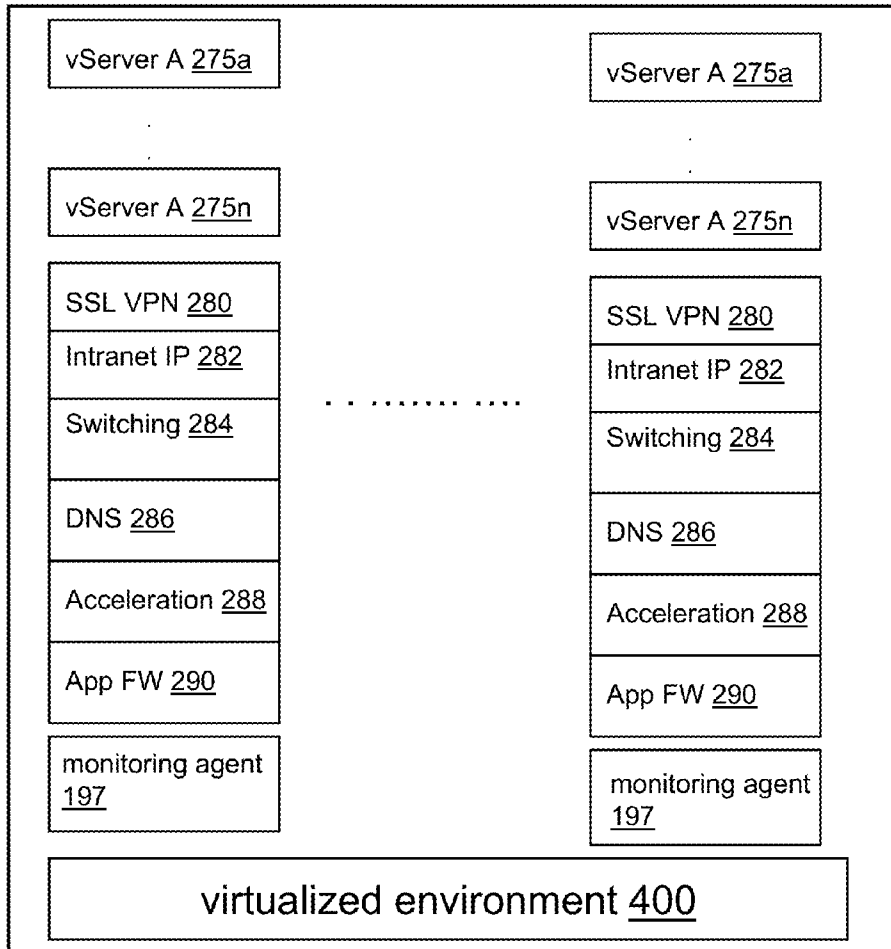 vServer A 275a
vServer A 275n
SSL VPN 280
Intranet IP 282
Switching 284
DNS 286
Acceleration 288
App FW 290
monitoring agent
197
vServer A 275a
vServer A 275n
SSL VPN 280
Intranet IP 282
Switching 284
DNS 286
Acceleration 288
App FW 290
monitoring agent
197
virtualized environment 400